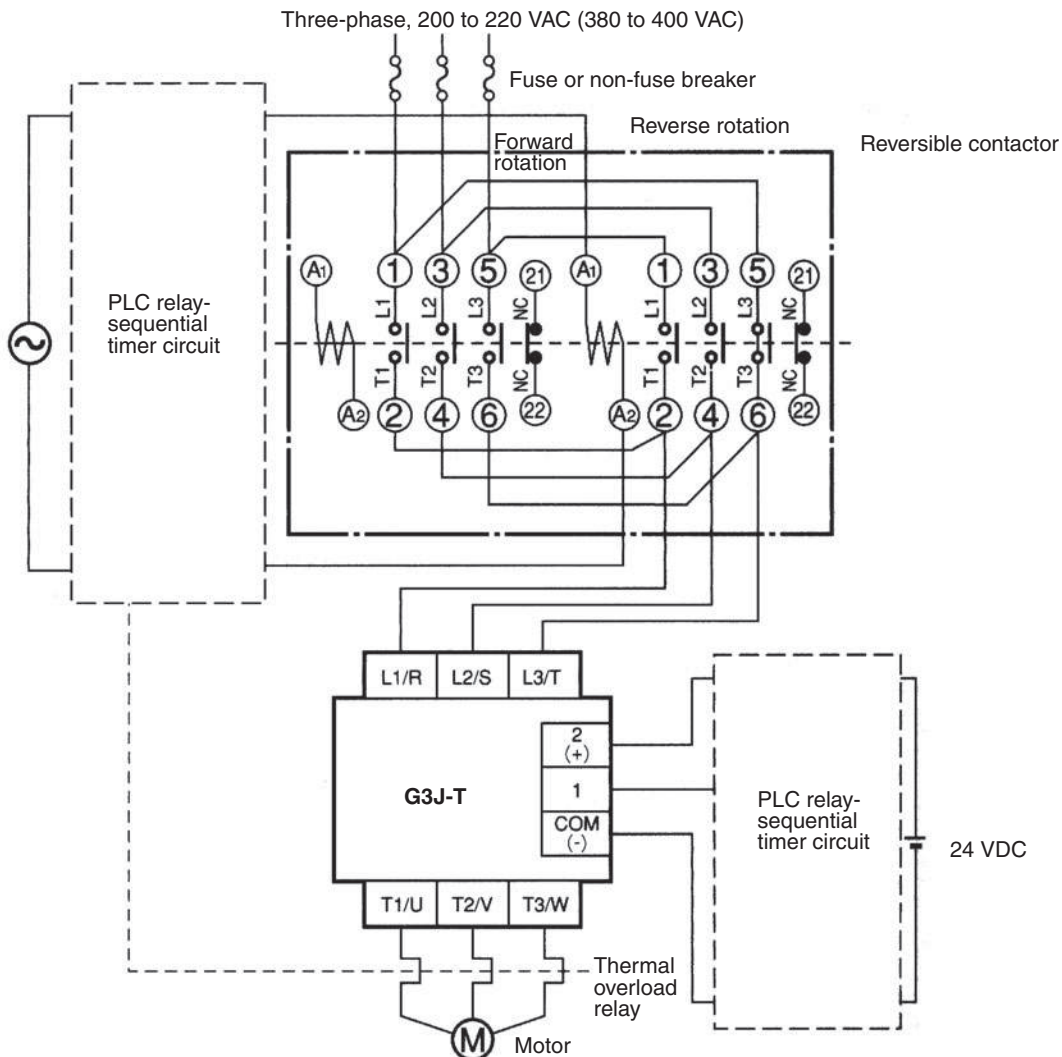 Three-phase, 200 to 220 VAC (380 to 400 VAC)
Fuse or non-fuse breaker
Reverse rotation
Reversible contactor
Forward
rotation
A1 1 3 5 21 A1 1 3 5 21
L1 L2 L3 NC L1 L2 L3 NC
T1 T2 T3 NC T1 T2 T3 NC
A2 2 4 6 22 A2 2 4 6 22
PLC relay-
sequential
timer circuit
L1/R L2/S L3/T
2
(+)
1
COM
(-)
G3J-T
T1/U T2/V T3/W
PLC relay-
sequential
timer circuit
24 VDC
Thermal
overload
relay
M
Motor